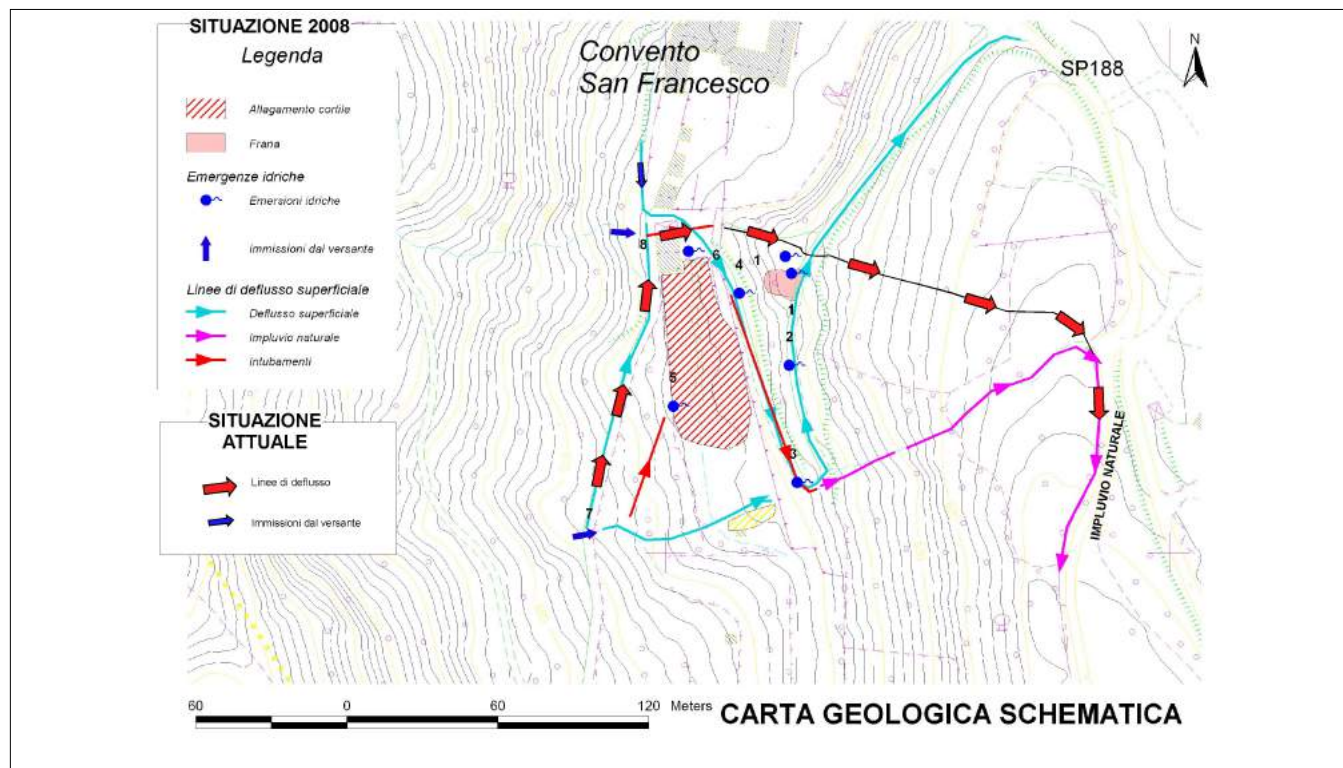 SITUAZIONE 2008
Legenda
Allagamento cortile
Frana
Emergenze idriche
Emersioni idriche
immissioni dal versante
Linee di deflusso superficiale
Deflusso superficiale
Impluvio naturale
Intubamenti
SITUAZIONE
ATTUALE
Linee di deflusso
Immissioni dal versante
Convento
San Francesco
SP188
N
8
6
4
1
1
2
5
3
7
IMPLUVIO NATURALE
60 0 60 120 Meters
CARTA GEOLOGICA SCHEMATICA